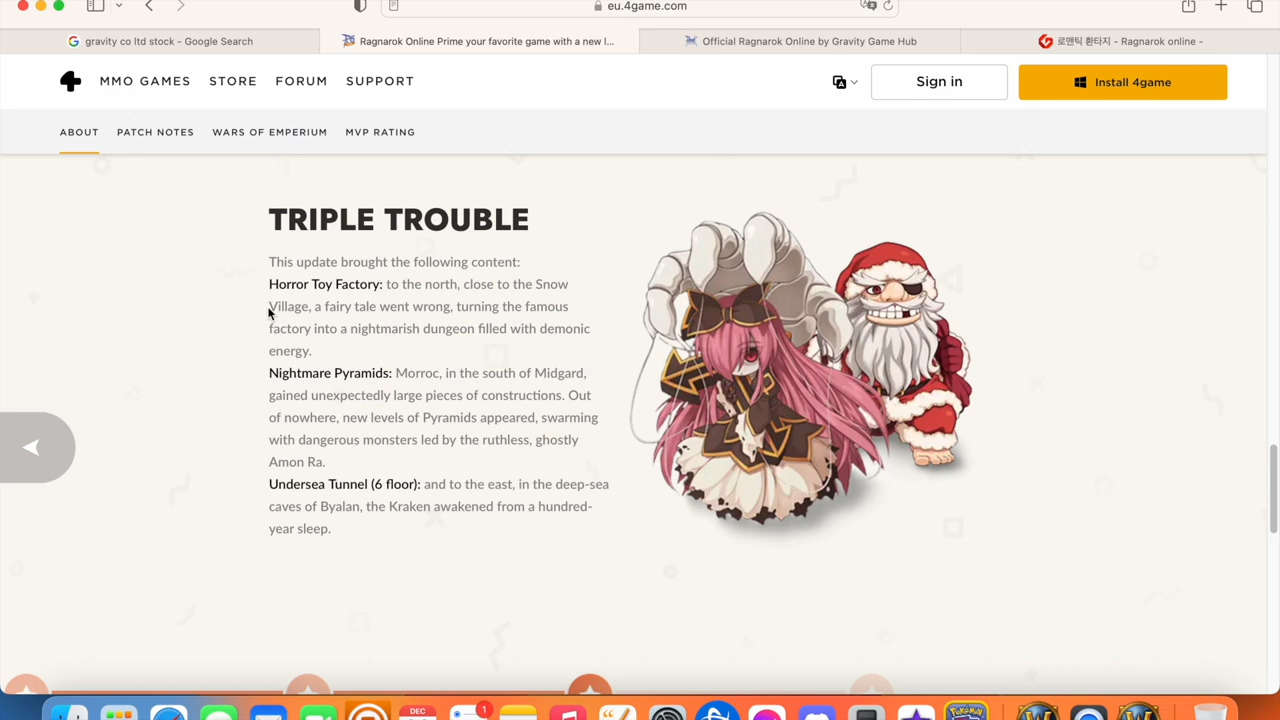 eu.4game.com
gravity co ltd stock - Google Search
Ragnarok Online Prime your favorite game with a new l...
Official Ragnarok Online by Gravity Game Hub
로맨틱 환타지 - Ragnarok online -
MMO GAMES STORE FORUM SUPPORT
Sign in
Install 4game
ABOUT PATCH NOTES WARS OF EMPERIUM MVP RATING
TRIPLE TROUBLE
This update brought the following content:
Horror Toy Factory: to the north, close to the Snow
Village, a fairy tale went wrong, turning the famous
factory into a nightmarish dungeon filled with demonic
energy.
Nightmare Pyramids: Morroc, in the south of Midgard,
gained unexpectedly large pieces of constructions. Out
of nowhere, new levels of Pyramids appeared, swarming
with dangerous monsters led by the ruthless, ghostly
Amon Ra.
Undersea Tunnel (6 floor): and to the east, in the deep-sea
caves of Byalan, the Kraken awakened from a hundred-
year sleep.
DEC
1